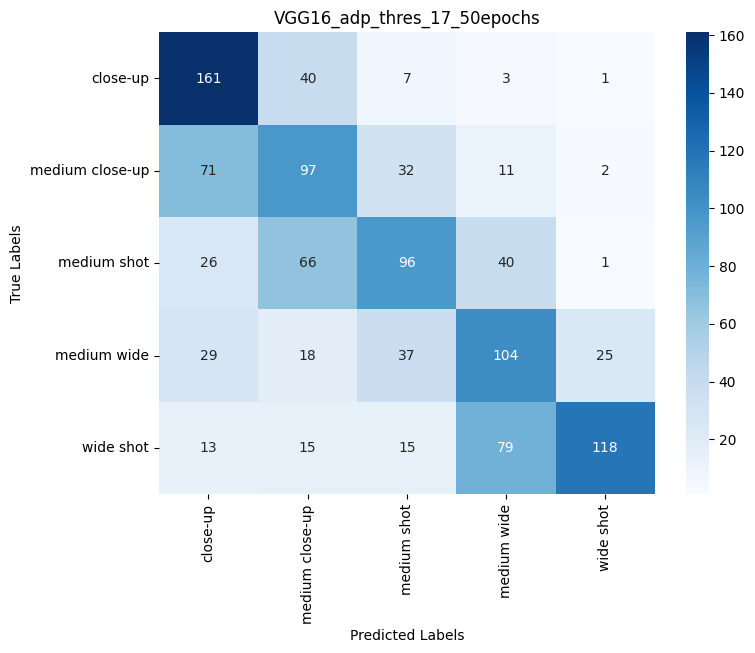 VGG16_adp_thres_17_50epochs
True Labels
close-up 161 40 7 3 1
medium close-up 71 97 32 11 2
medium shot 26 66 96 40 1
medium wide 29 18 37 104 25
wide shot 13 15 15 79 118
close-up
medium close-up
medium shot
medium wide
wide shot
Predicted Labels
160
140
120
100
80
60
40
20